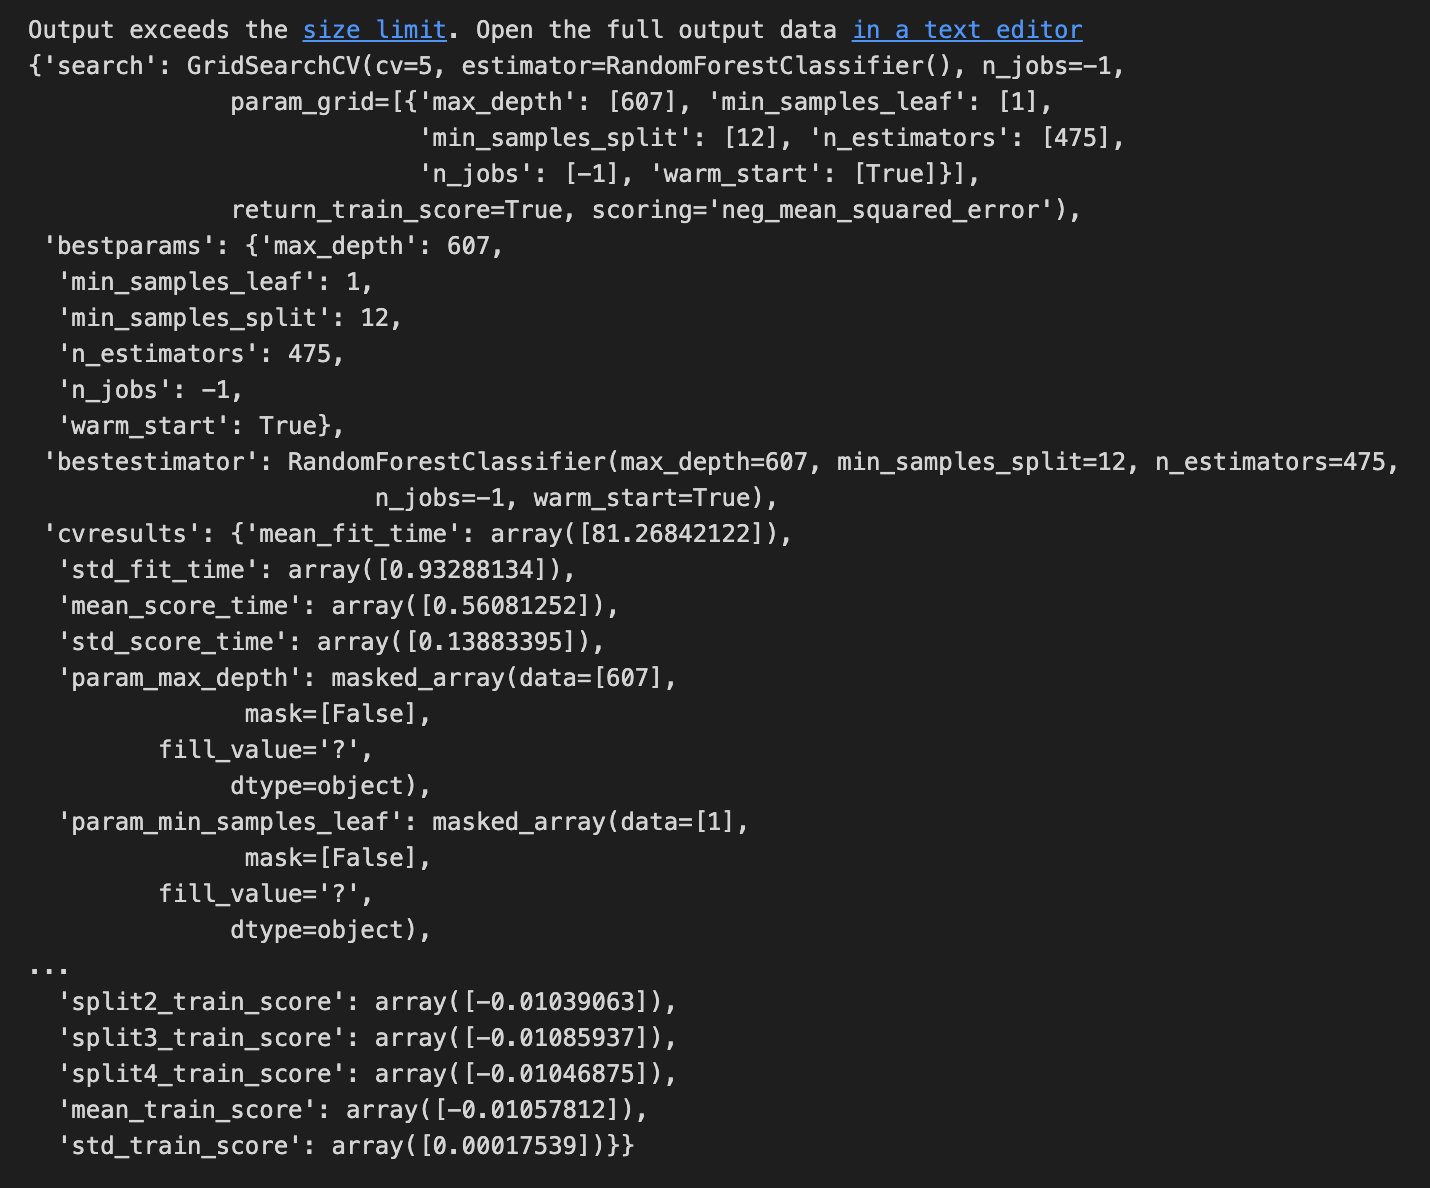 Output exceeds the size limit. Open the full output data in a text editor
{'search': GridSearchCV(cv=5, estimator=RandomForestClassifier(), n_jobs=-1,
              param_grid=[{'max_depth': [607], 'min_samples_leaf': [1],
                           'min_samples_split': [12], 'n_estimators': [475],
                           'n_jobs': [-1], 'warm_start': [True]}],
              return_train_score=True, scoring='neg_mean_squared_error'),
 'bestparams': {'max_depth': 607,
  'min_samples_leaf': 1,
  'min_samples_split': 12,
  'n_estimators': 475,
  'n_jobs': -1,
  'warm_start': True},
 'bestestimator': RandomForestClassifier(max_depth=607, min_samples_split=12, n_estimators=475,
                        n_jobs=-1, warm_start=True),
 'cvresults': {'mean_fit_time': array([81.26842122]),
  'std_fit_time': array([0.93288134]),
  'mean_score_time': array([0.56081252]),
  'std_score_time': array([0.13883395]),
  'param_max_depth': masked_array(data=[607],
               mask=[False],
         fill_value='?',
              dtype=object),
  'param_min_samples_leaf': masked_array(data=[1],
               mask=[False],
         fill_value='?',
              dtype=object),
...
  'split2_train_score': array([-0.01039063]),
  'split3_train_score': array([-0.01085937]),
  'split4_train_score': array([-0.01046875]),
  'mean_train_score': array([-0.01057812]),
  'std_train_score': array([0.00017539])}}